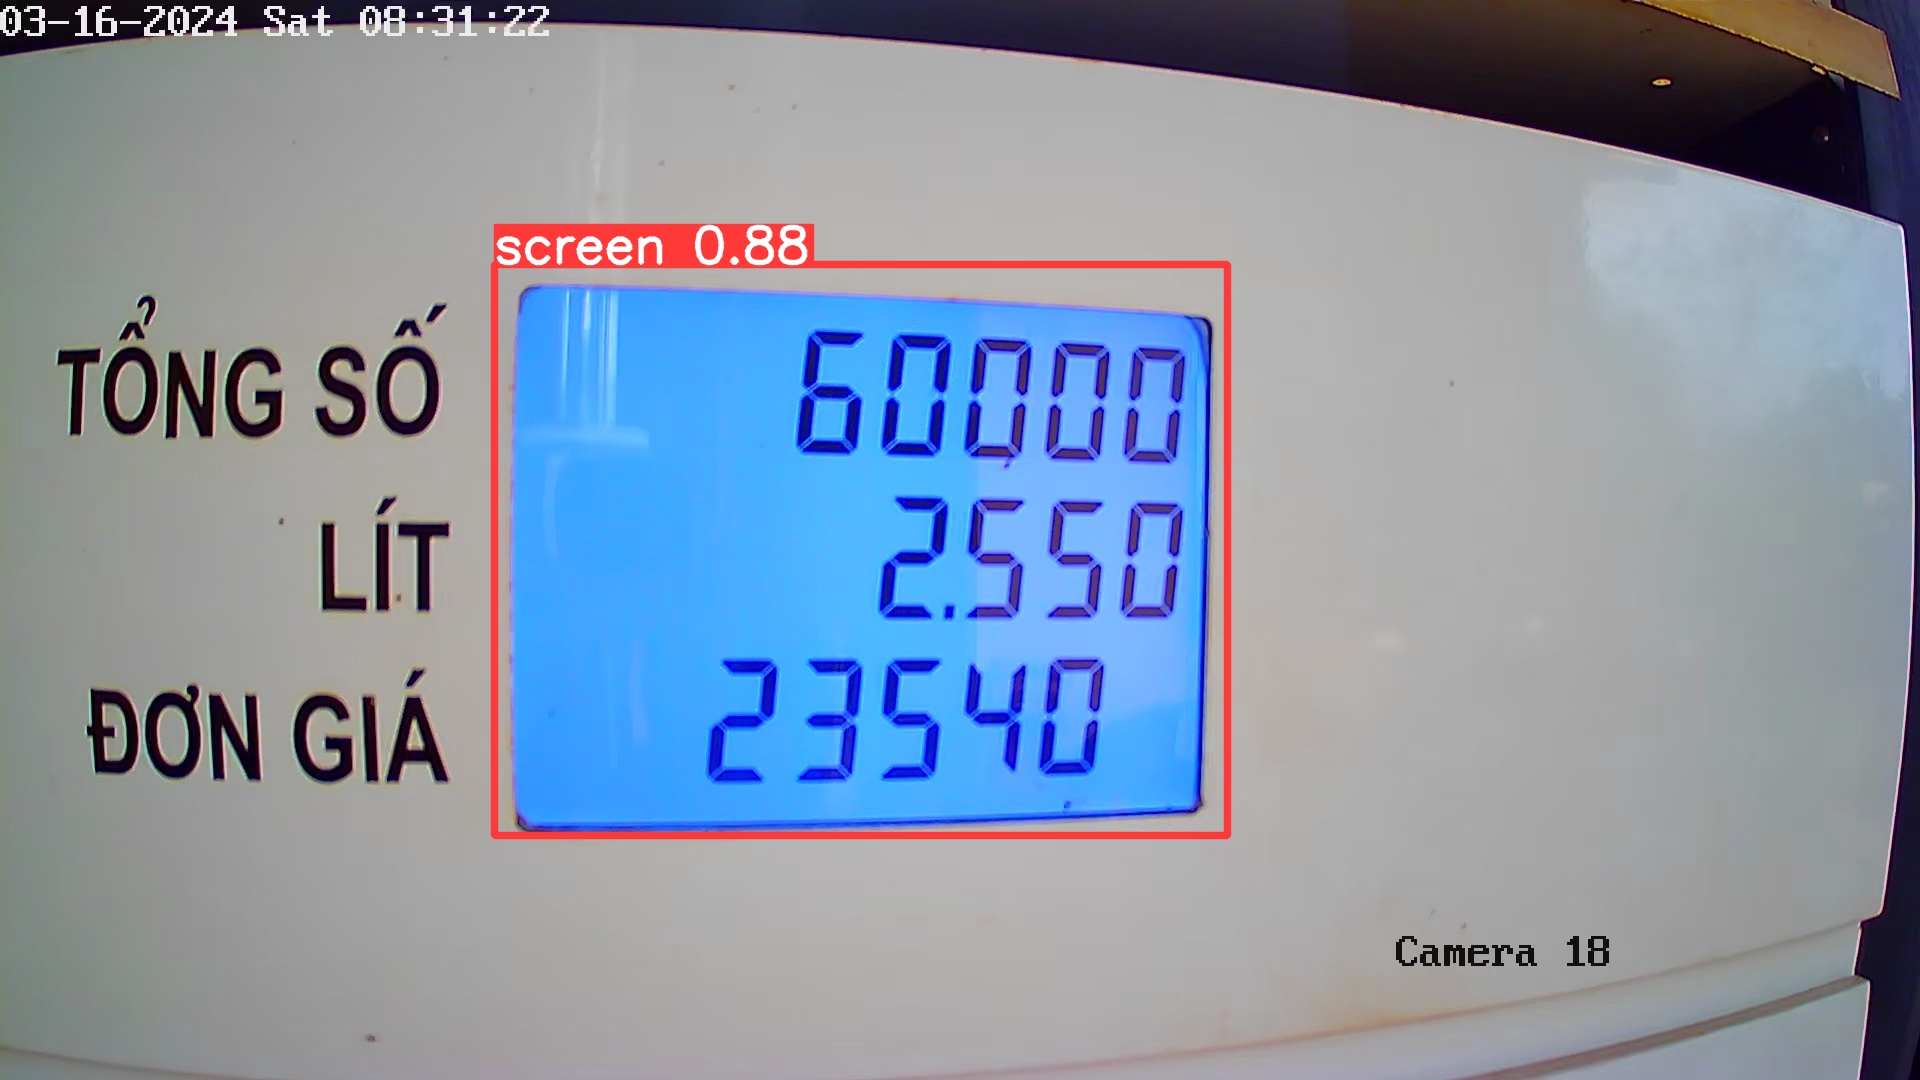 03-16-2024 Sat 08:31:22
screen 0.88
TỔNG SỐ 60000
LÍT 2.550
ĐƠN GIÁ 23540
Camera 18